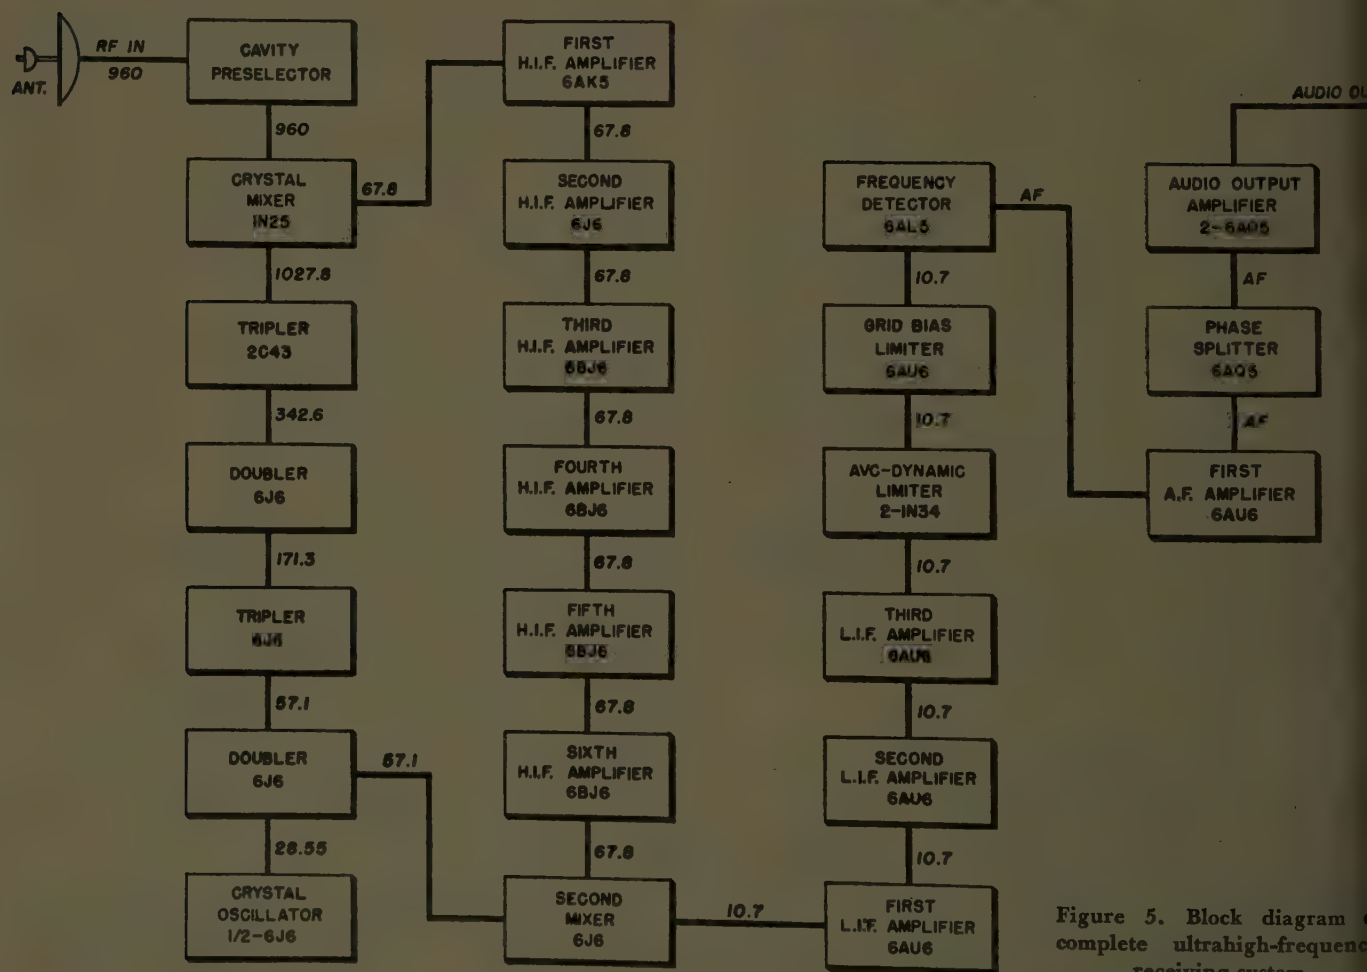 ANT.
RF IN
960
CAVITY
PRESELECTOR
960
CRYSTAL
MIXER
IN25
67.8
1027.8
TRIPLER
2C43
342.6
DOUBLER
6J6
171.3
TRIPLER
6J6
57.1
DOUBLER
6J6
57.1
28.55
CRYSTAL
OSCILLATOR
1/2-6J6
FIRST
H.I.F. AMPLIFIER
6AK5
67.8
SECOND
H.I.F. AMPLIFIER
6J6
67.8
THIRD
H.I.F. AMPLIFIER
6BJ6
67.8
FOURTH
H.I.F. AMPLIFIER
6BJ6
67.8
FIFTH
H.I.F. AMPLIFIER
6BJ6
67.8
SIXTH
H.I.F. AMPLIFIER
6BJ6
67.8
SECOND
MIXER
6J6
10.7
FREQUENCY
DETECTOR
6AL5
AF
10.7
GRID BIAS
LIMITER
6AU6
10.7
AVC-DYNAMIC
LIMITER
2-IN34
10.7
THIRD
L.I.F. AMPLIFIER
6AU6
10.7
SECOND
L.I.F. AMPLIFIER
6AU6
10.7
FIRST
L.I.F. AMPLIFIER
6AU6
AUDIO
AUDIO OUTPUT
AMPLIFIER
2-6AQ5
AF
PHASE
SPLITTER
6AQ5
AF
FIRST
A.F. AMPLIFIER
6AU6
Figure 5. Block diagram
complete
receiving